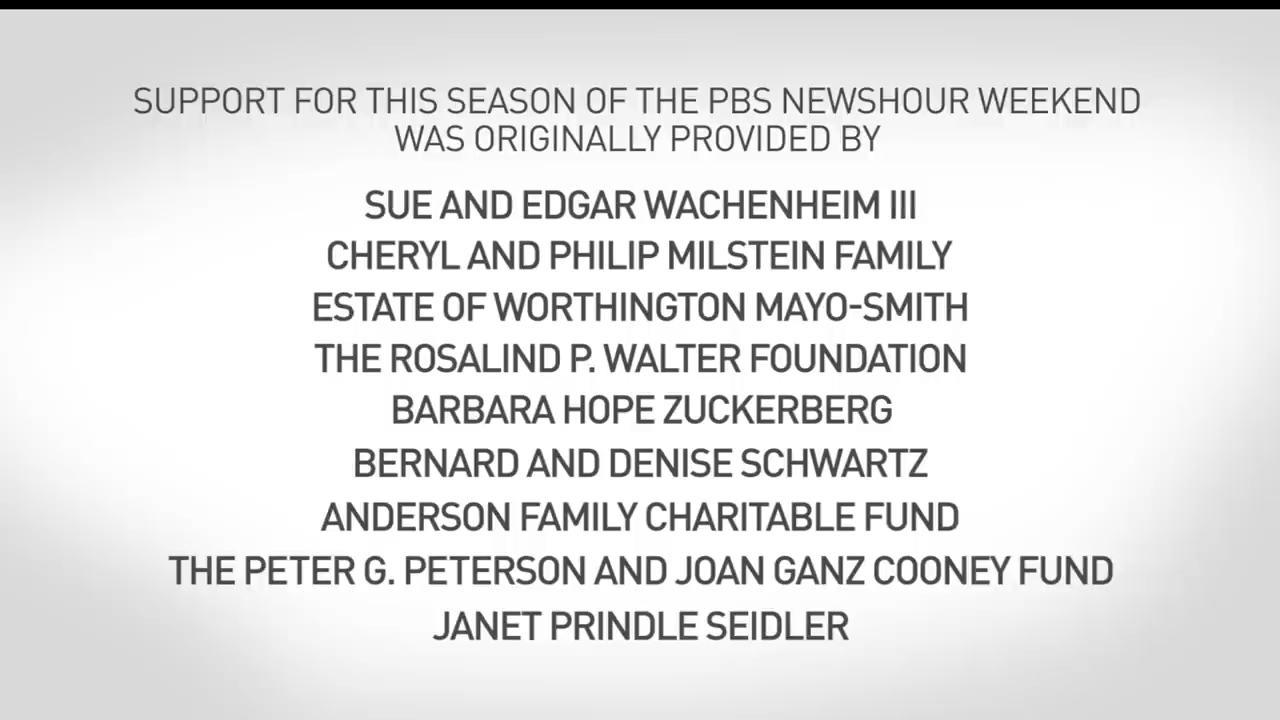 SUPPORT FOR THIS SEASON OF THE PBS NEWSHOUR WEEKEND
WAS ORIGINALLY PROVIDED BY
SUE AND EDGAR WACHENHEIM III
CHERYL AND PHILIP MILSTEIN FAMILY
ESTATE OF WORTHINGTON MAYO-SMITH
THE ROSALIND P. WALTER FOUNDATION
BARBARA HOPE ZUCKERBERG
BERNARD AND DENISE SCHWARTZ
ANDERSON FAMILY CHARITABLE FUND
THE PETER G. PETERSON AND JOAN GANZ COONEY FUND
JANET PRINDLE SEIDLER